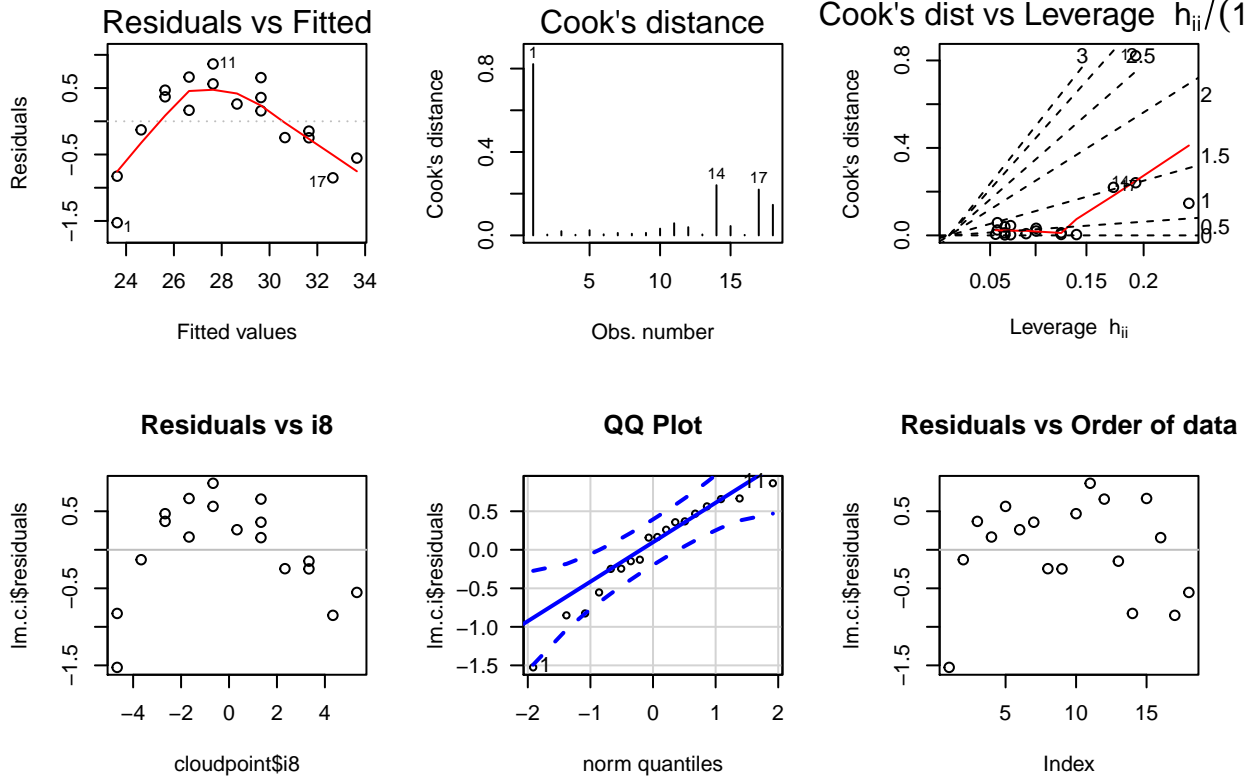 Residuals vs Fitted
Residuals
0.5
−0.5
−1.5
11
17
1
24 26 28 30 32 34
Fitted values
Cook's distance
Cook's distance
0.8
0.4
0.0
1
14
17
5 10 15
Obs. number
Cook's dist vs Leverage hii/(1
Cook's distance
0.8
0.4
0.0
3
2.5
2
1.5
1
0.5
0
0.05 0.15 0.2
Leverage hii
Residuals vs i8
lm.c.i$residuals
0.5
−0.5
−1.5
−4 −2 0 2 4
cloudpoint$i8
QQ Plot
lm.c.i$residuals
0.5
0.0
−0.5
−1.0
−1.5
11
1
−2 −1 0 1 2
norm quantiles
Residuals vs Order of data
lm.c.i$residuals
0.5
−0.5
−1.5
5 10 15
Index